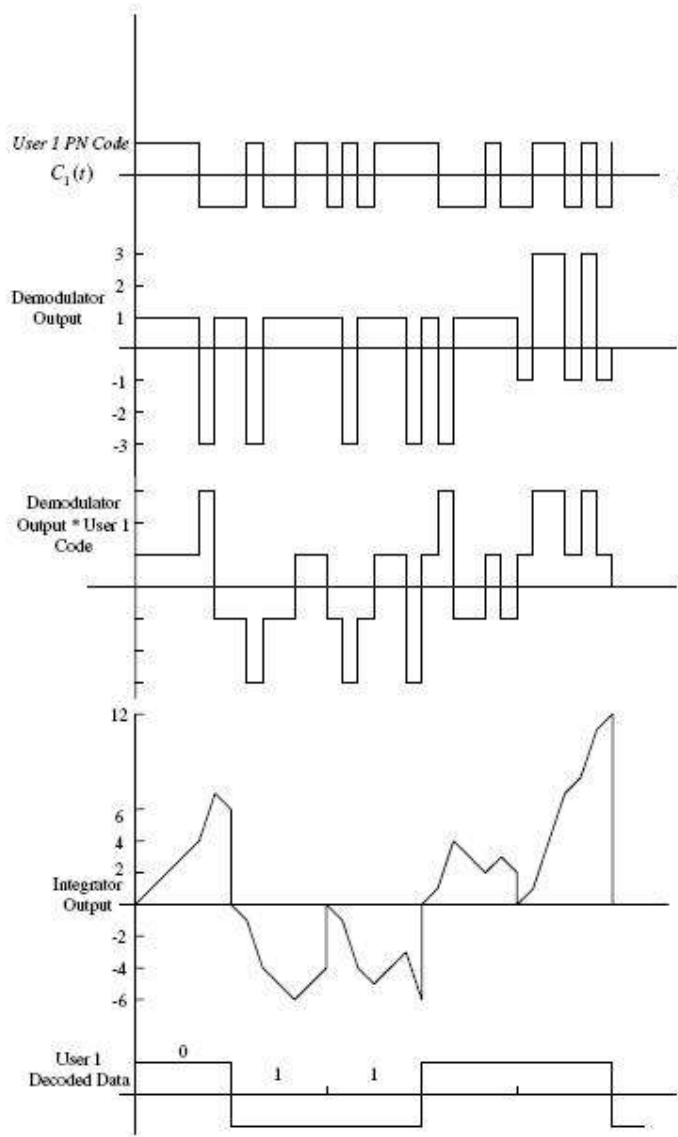 User 1 PN Code
C1(t)
3
2
Demodulator
Output
1
-1
-2
-3
Demodulator
Output * User 1
Code
12
6
4
2
Integrator
Output
-2
-4
-6
User 1
Decoded Data
0
1
1